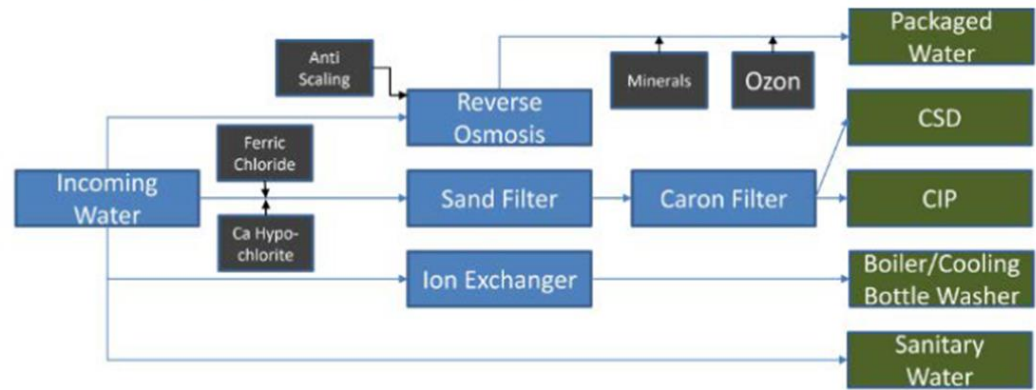 Packaged
Water
Anti
Scaling
Minerals
Ozon
Reverse
Osmosis
CSD
Ferric
Chloride
Incoming
Water
Sand Filter
Caron Filter
CIP
Ca Hypo-
chlorite
Ion Exchanger
Boiler/Cooling
Bottle Washer
Sanitary
Water